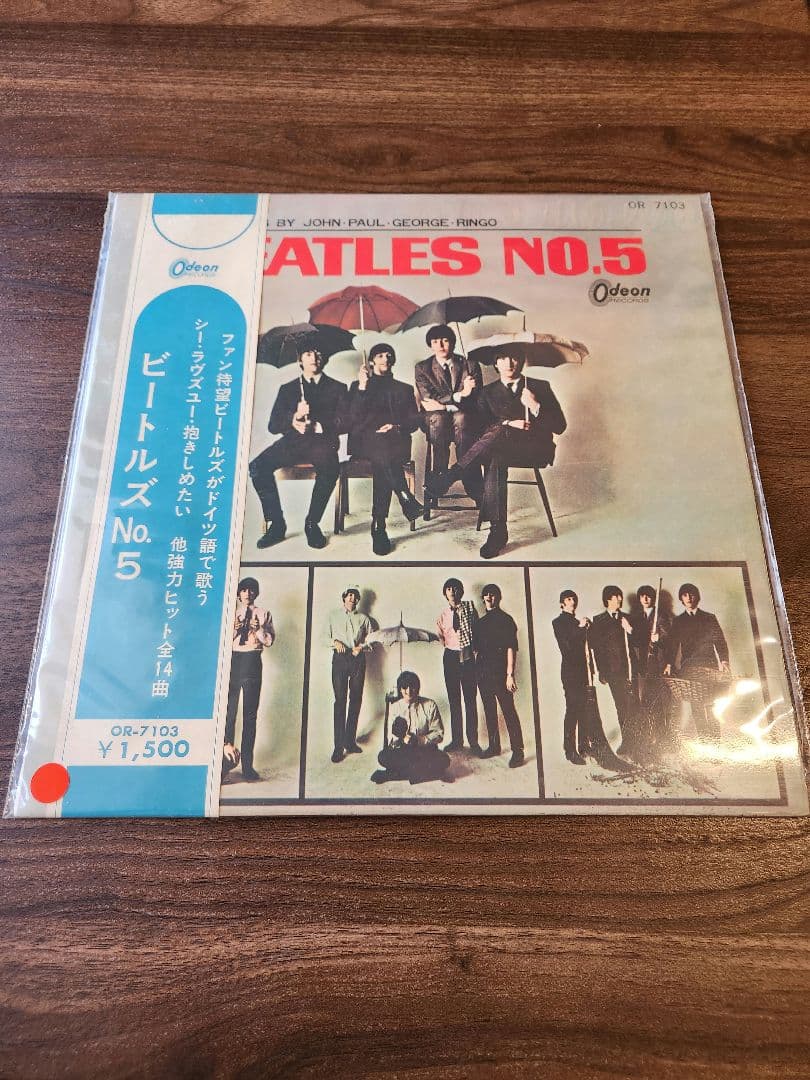 OR 7103
BY JOHN·PAUL·GEORGE·RINGO
EATLES NO.5
Odeon
RECORDS
Odeon
RECORDS
ファン待望ビートルズがドイツ語で歌う
シー・ラヴズユー・抱きしめたい 他強力ヒット全14曲
ビートルズ No.5
OR-7103
¥1,500